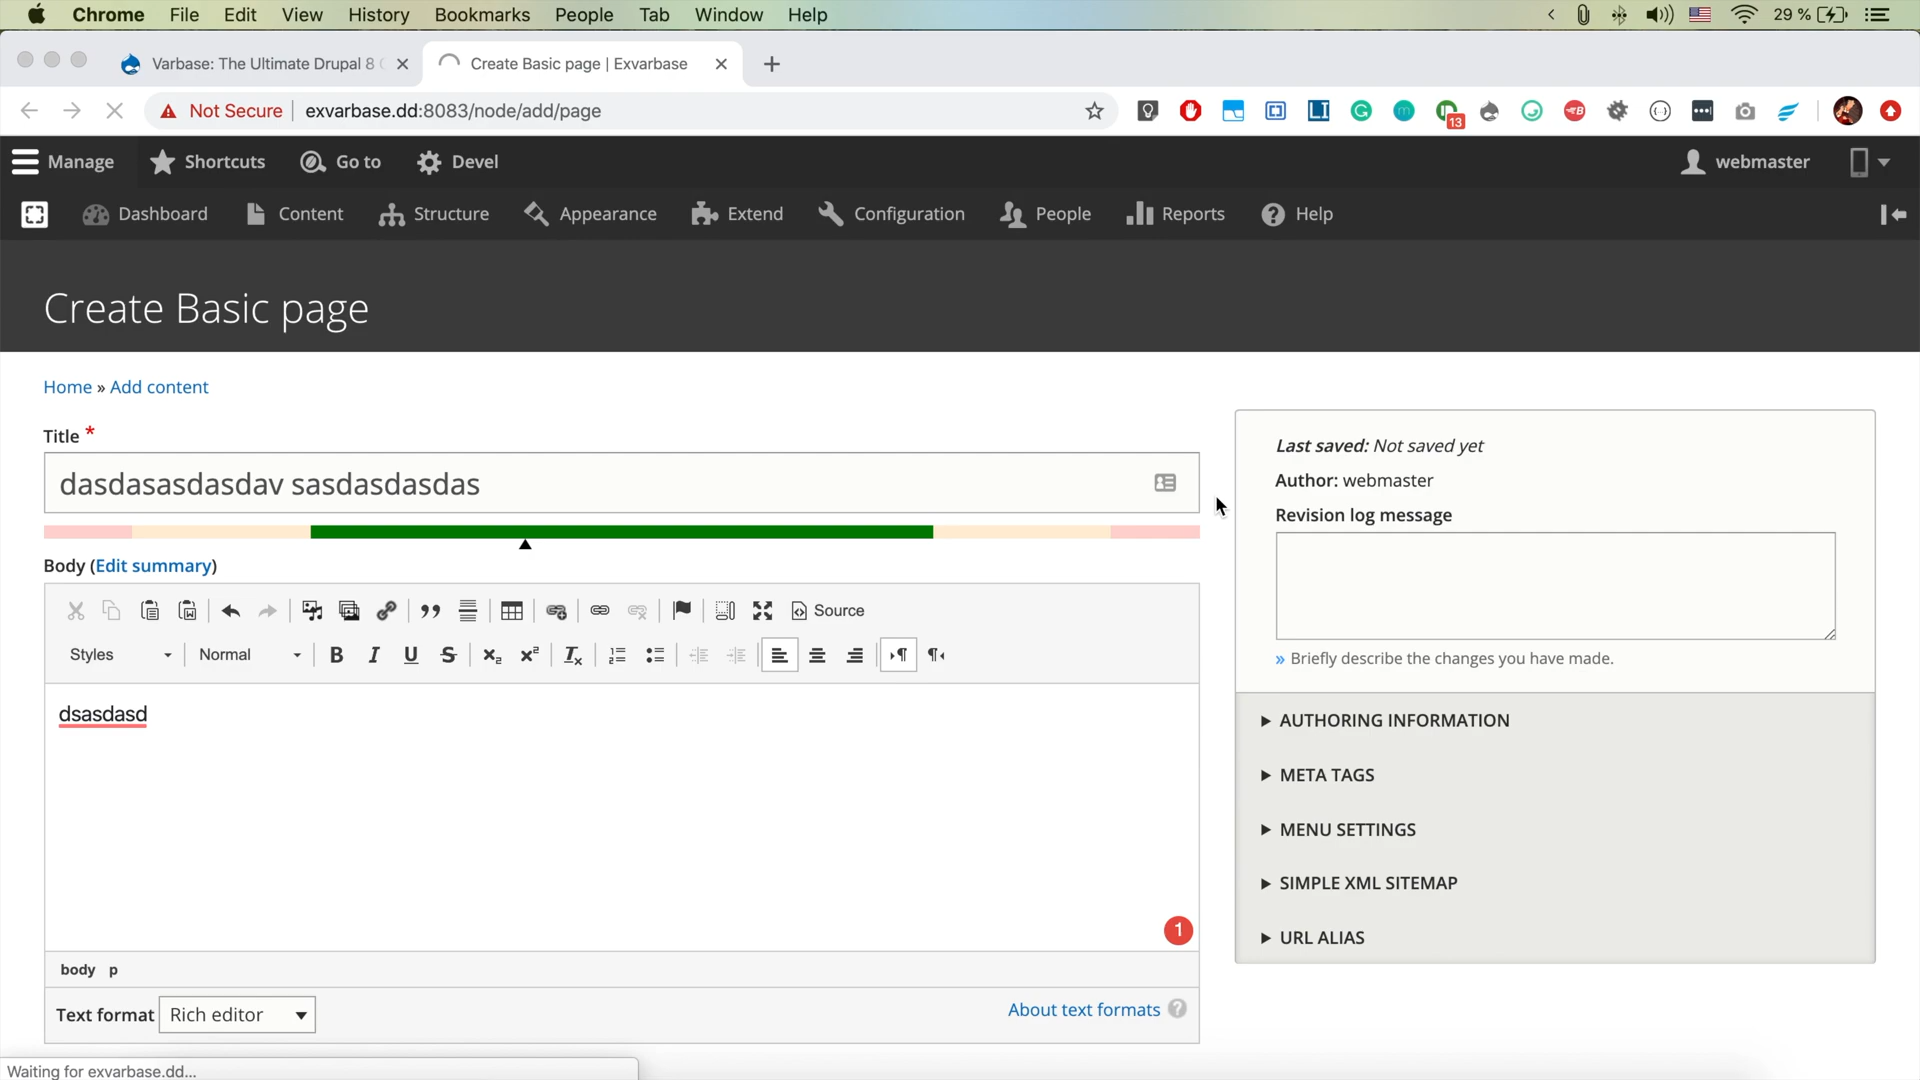 Chrome File Edit View History Bookmarks People Tab Window Help 29 %
Varbase: The Ultimate Drupal 8
Create Basic page | Exvarbase
Not Secure exvarbase.dd:8083/node/add/page
13
Manage Shortcuts Go to Devel webmaster
Dashboard Content Structure Appearance Extend Configuration People Reports Help
Create Basic page
Home » Add content
Title *
dasdasasdasdav sasdasdasdas
Body (Edit summary)
Source
Styles Normal
dsasdasd
1
body p
Text format Rich editor
About text formats
Last saved: Not saved yet
Author: webmaster
Revision log message
» Briefly describe the changes you have made.
AUTHORING INFORMATION
META TAGS
MENU SETTINGS
SIMPLE XML SITEMAP
URL ALIAS
Waiting for exvarbase.dd...